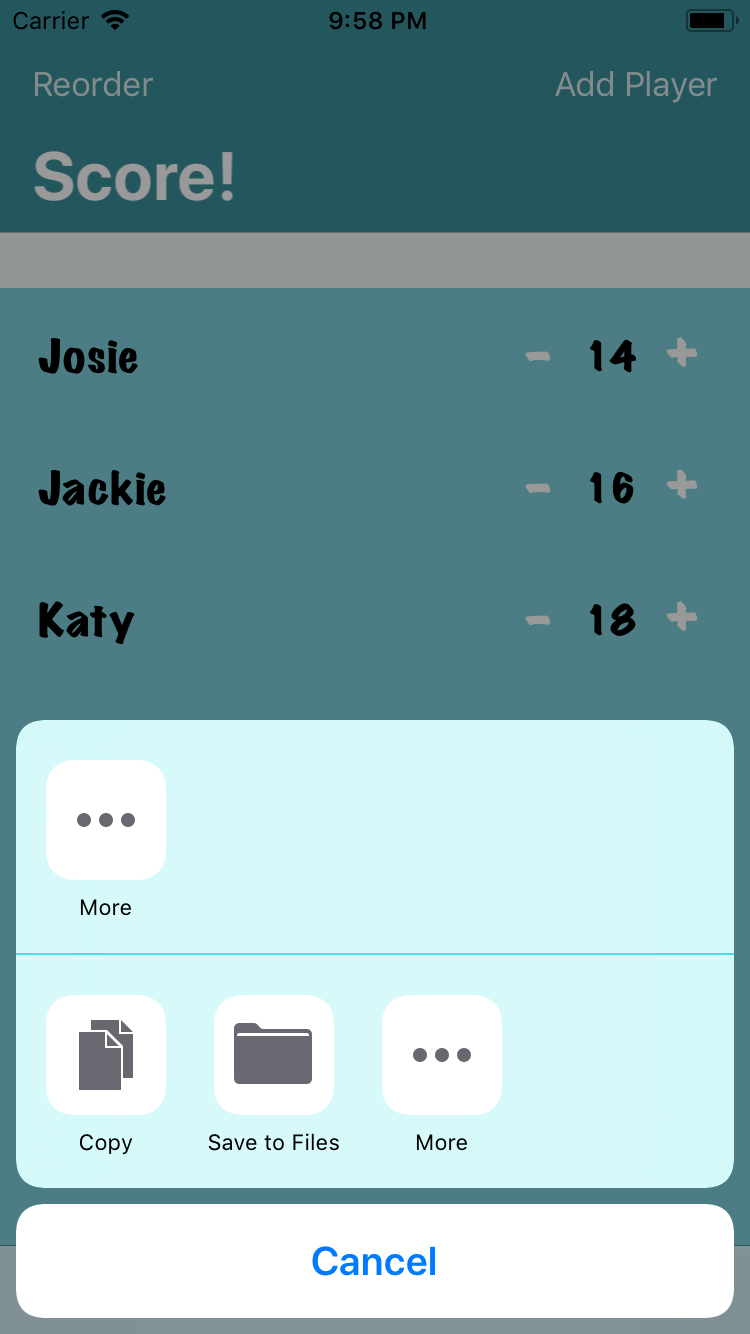 Carrier 9:58 PM
Reorder Add Player
Score!
Josie - 14 +
Jackie - 16 +
Katy - 18 +
More
Copy Save to Files More
Cancel